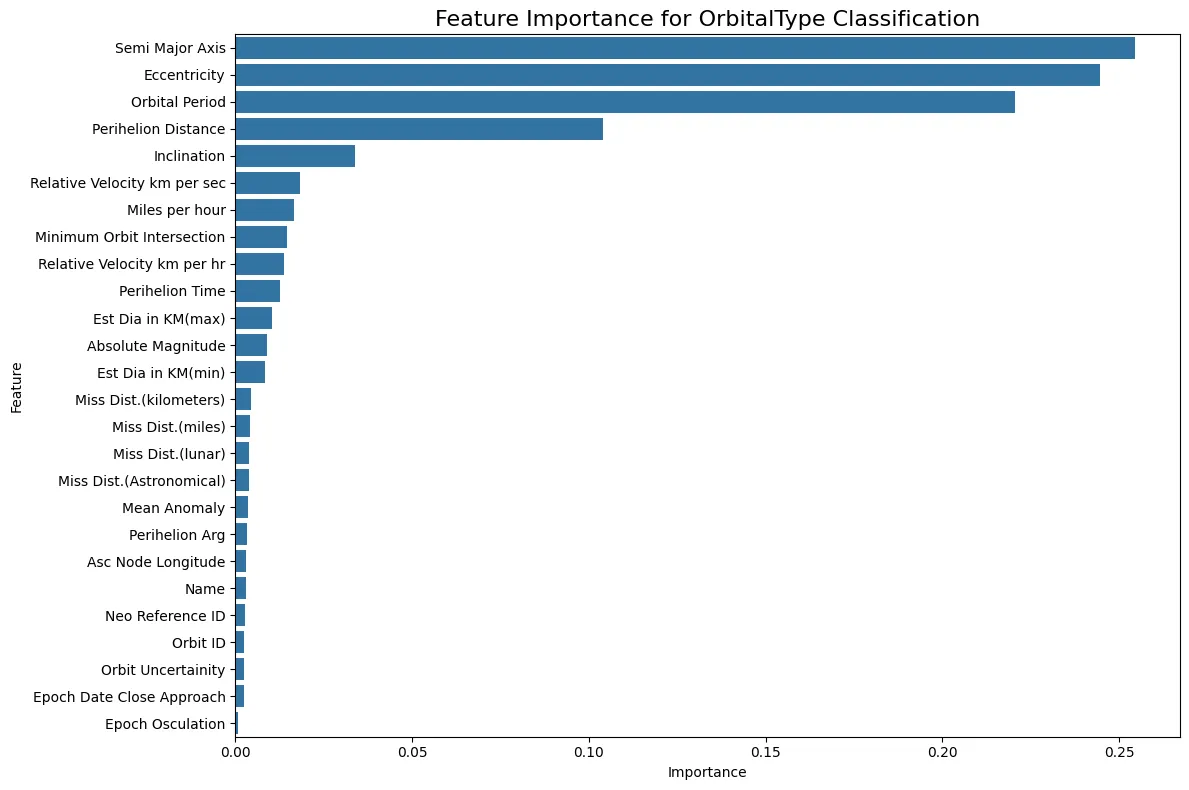 Feature Importance for OrbitalType Classification
Semi Major Axis
Eccentricity
Orbital Period
Perihelion Distance
Inclination
Relative Velocity km per sec
Miles per hour
Minimum Orbit Intersection
Relative Velocity km per hr
Perihelion Time
Est Dia in KM(max)
Absolute Magnitude
Est Dia in KM(min)
Miss Dist.(kilometers)
Miss Dist.(miles)
Miss Dist.(lunar)
Miss Dist.(Astronomical)
Mean Anomaly
Perihelion Arg
Asc Node Longitude
Name
Neo Reference ID
Orbit ID
Orbit Uncertainity
Epoch Date Close Approach
Epoch Osculation
Feature
0.00 0.05 0.10 0.15 0.20 0.25
Importance